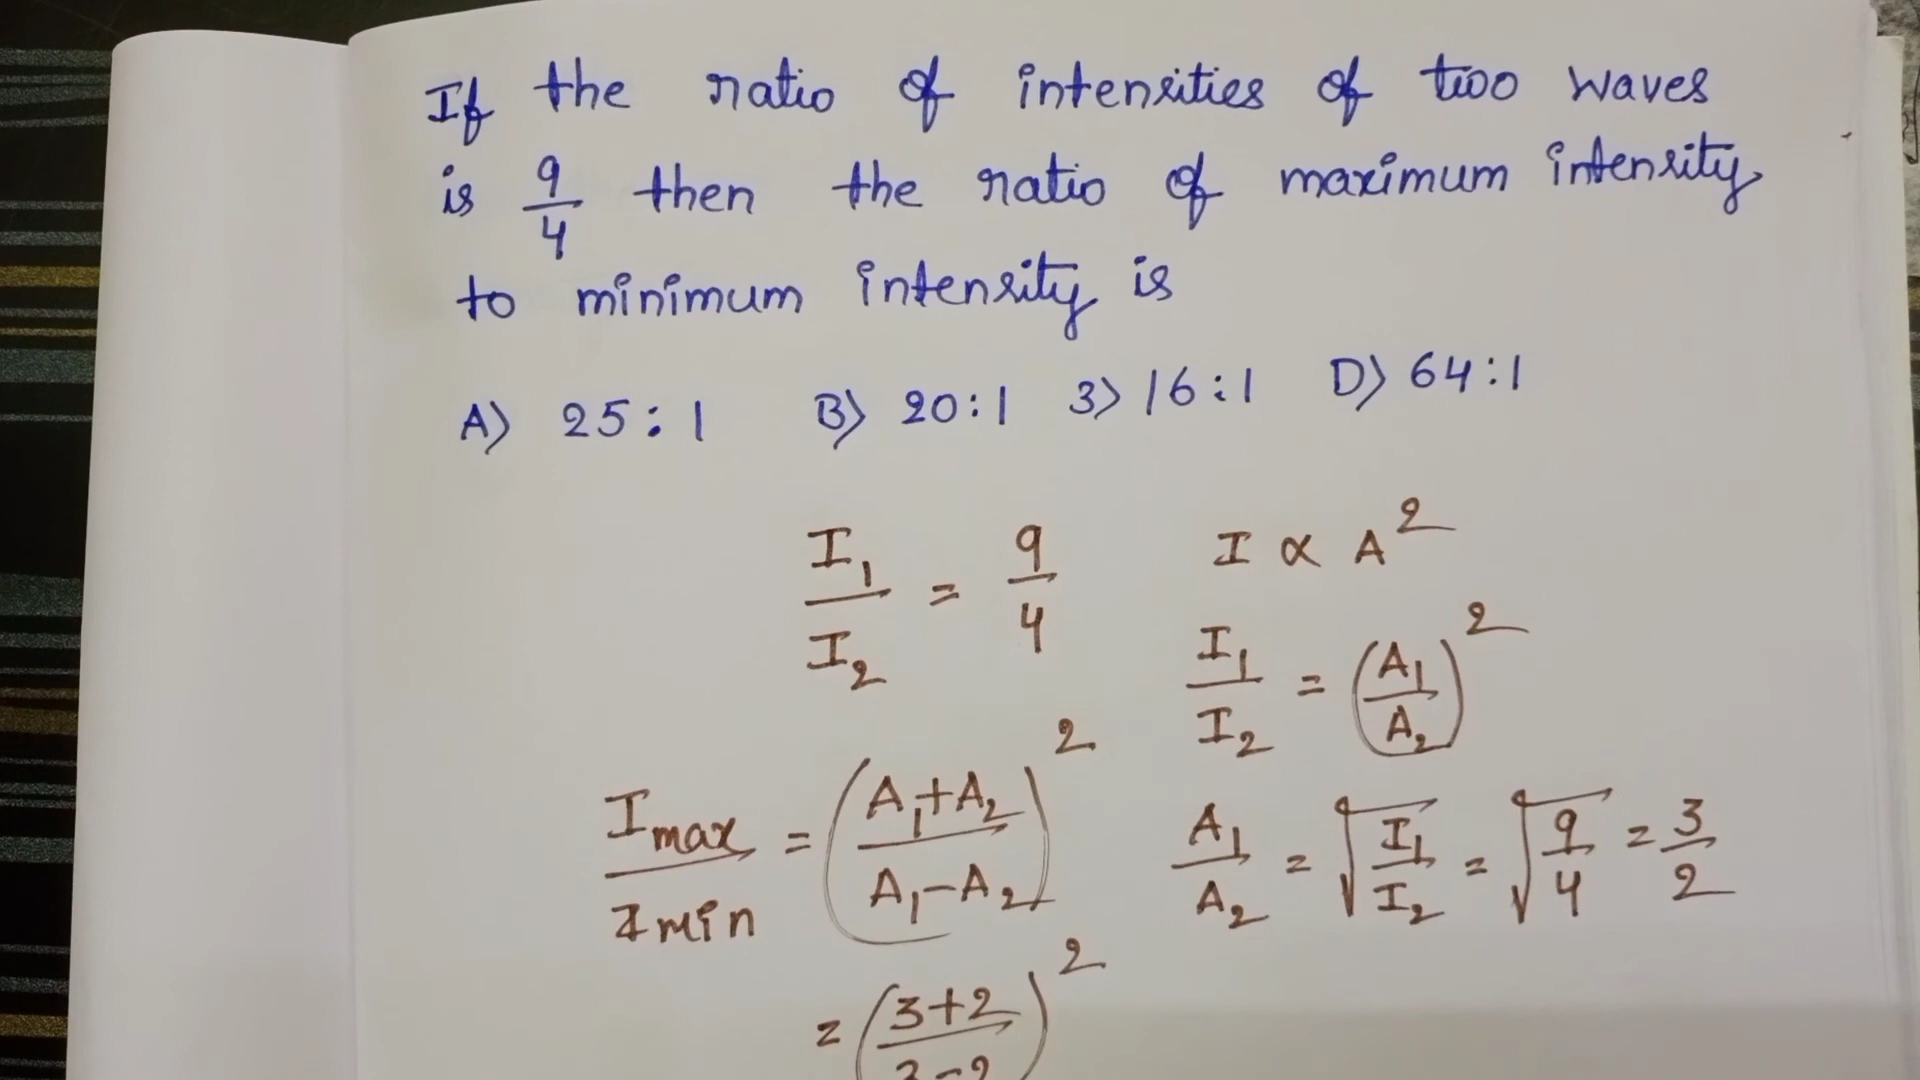 If the ratio of intensities of two waves
is 9/4 then the ratio of maximum intensity
to minimum intensity is
A) 25:1 B) 20:1 3) 16:1 D) 64:1
I₁/I₂ = 9/4
I ∝ A²
I₁/I₂ = (A₁/A₂)²
Imax/Imin = (A₁+A₂/A₁-A₂)²
A₁/A₂ = √(I₁/I₂) = √(9/4) = 3/2
= (3+2/3-2)²